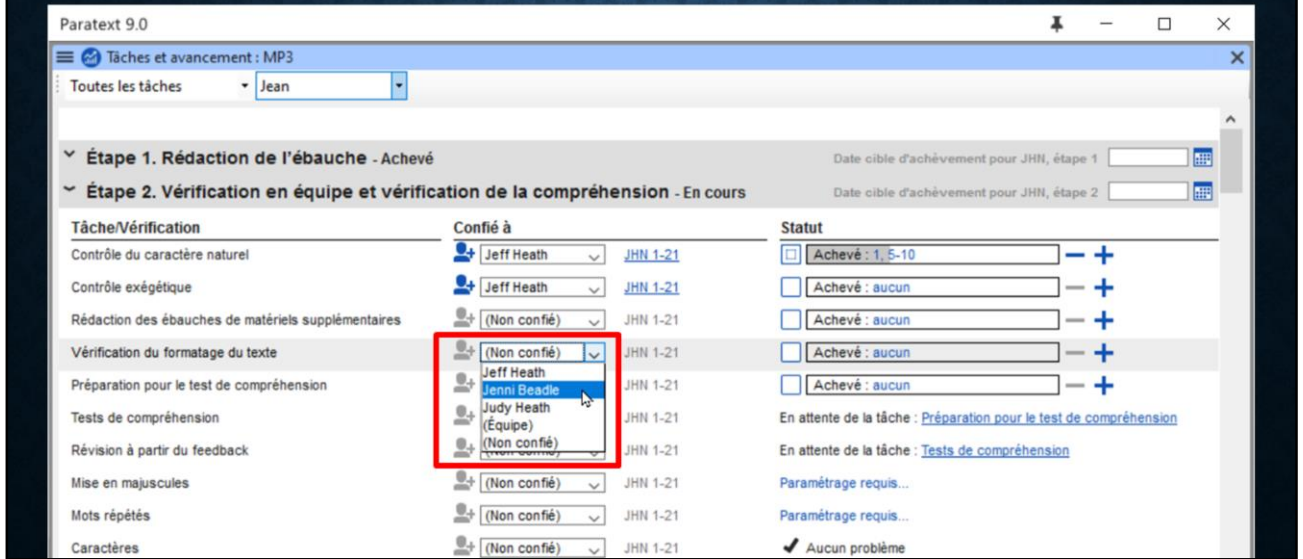 Paratext 9.0
Tâches et avancement : MP3
Toutes les tâches Jean
Étape 1. Rédaction de l'ébauche - Achevé Date cible d'achèvement pour JHN, étape 1
Étape 2. Vérification en équipe et vérification de la compréhension - En cours Date cible d'achèvement pour JHN, étape 2
Tâche/Vérification Confié à Statut
Contrôle du caractère naturel Jeff Heath JHN 1-21 Achevé : 1, 5-10
Contrôle exégétique Jeff Heath JHN 1-21 Achevé : aucun
Rédaction des ébauches de matériels supplémentaires (Non confié) JHN 1-21 Achevé : aucun
Vérification du formatage du texte (Non confié) JHN 1-21 Achevé : aucun
Jeff Heath
Préparation pour le test de compréhension Jenni Beadle JHN 1-21 Achevé : aucun
Judy Heath
Tests de compréhension (Équipe) JHN 1-21 En attente de la tâche : Préparation pour le test de compréhension
Révision à partir du feedback (Non confié) JHN 1-21 En attente de la tâche : Tests de compréhension
Mise en majuscules (Non confié) JHN 1-21 Paramétrage requis...
Mots répétés (Non confié) JHN 1-21 Paramétrage requis...
Caractères (Non confié) JHN 1-21 Aucun problème